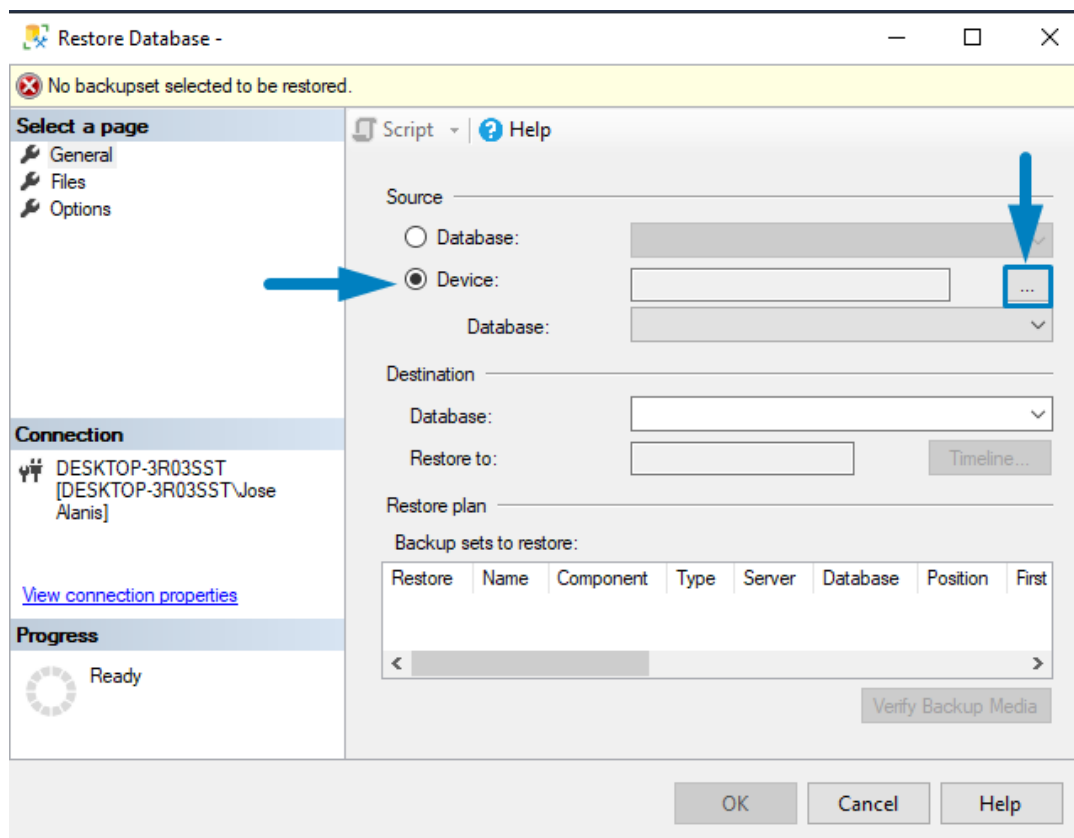 Restore Database -
No backupset selected to be restored.
Select a page
General
Files
Options
Script
Help
Source
Database:
Device:
...
Database:
Destination
Database:
Restore to:
Timeline...
Restore plan
Backup sets to restore:
Restore Name Component Type Server Database Position First
Verify Backup Media
Connection
DESKTOP-3R03SST
[DESKTOP-3R03SST\Jose
Alanis]
View connection properties
Progress
Ready
OK Cancel Help